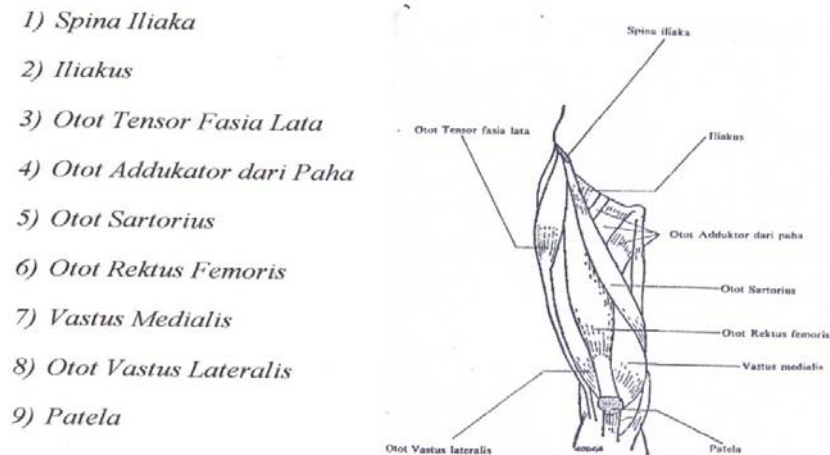 1) Spina Iliaka
2) Iliakus
3) Otot Tensor Fasia Lata
4) Otot Addukator dari Paha
5) Otot Sartorius
6) Otot Rektus Femoris
7) Vastus Medialis
8) Otot Vastus Lateralis
9) Patela
Spina iliaka
Otot Tensor fasia lata
Iliakus
Otot Adduktor dari paha
Otot Sartorius
Otot Rektus femoris
Vastus medialis
Otot Vastus lateralis
Patela